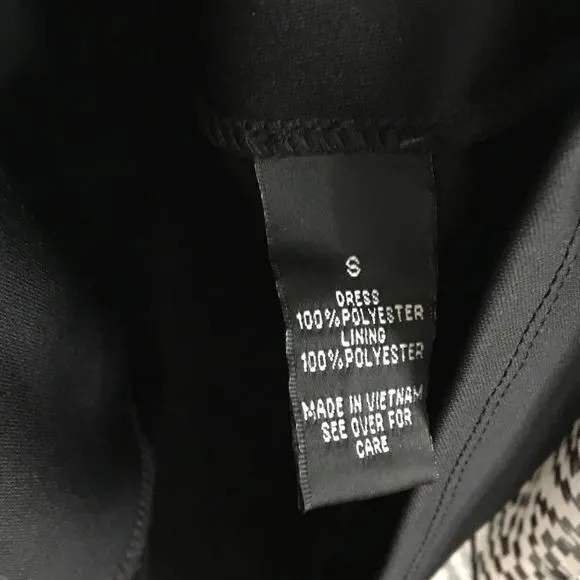 S
DRESS
100%POLYESTER
LINING
100%POLYESTER
MADE IN VIETNAM
SEE OVER FOR
CARE